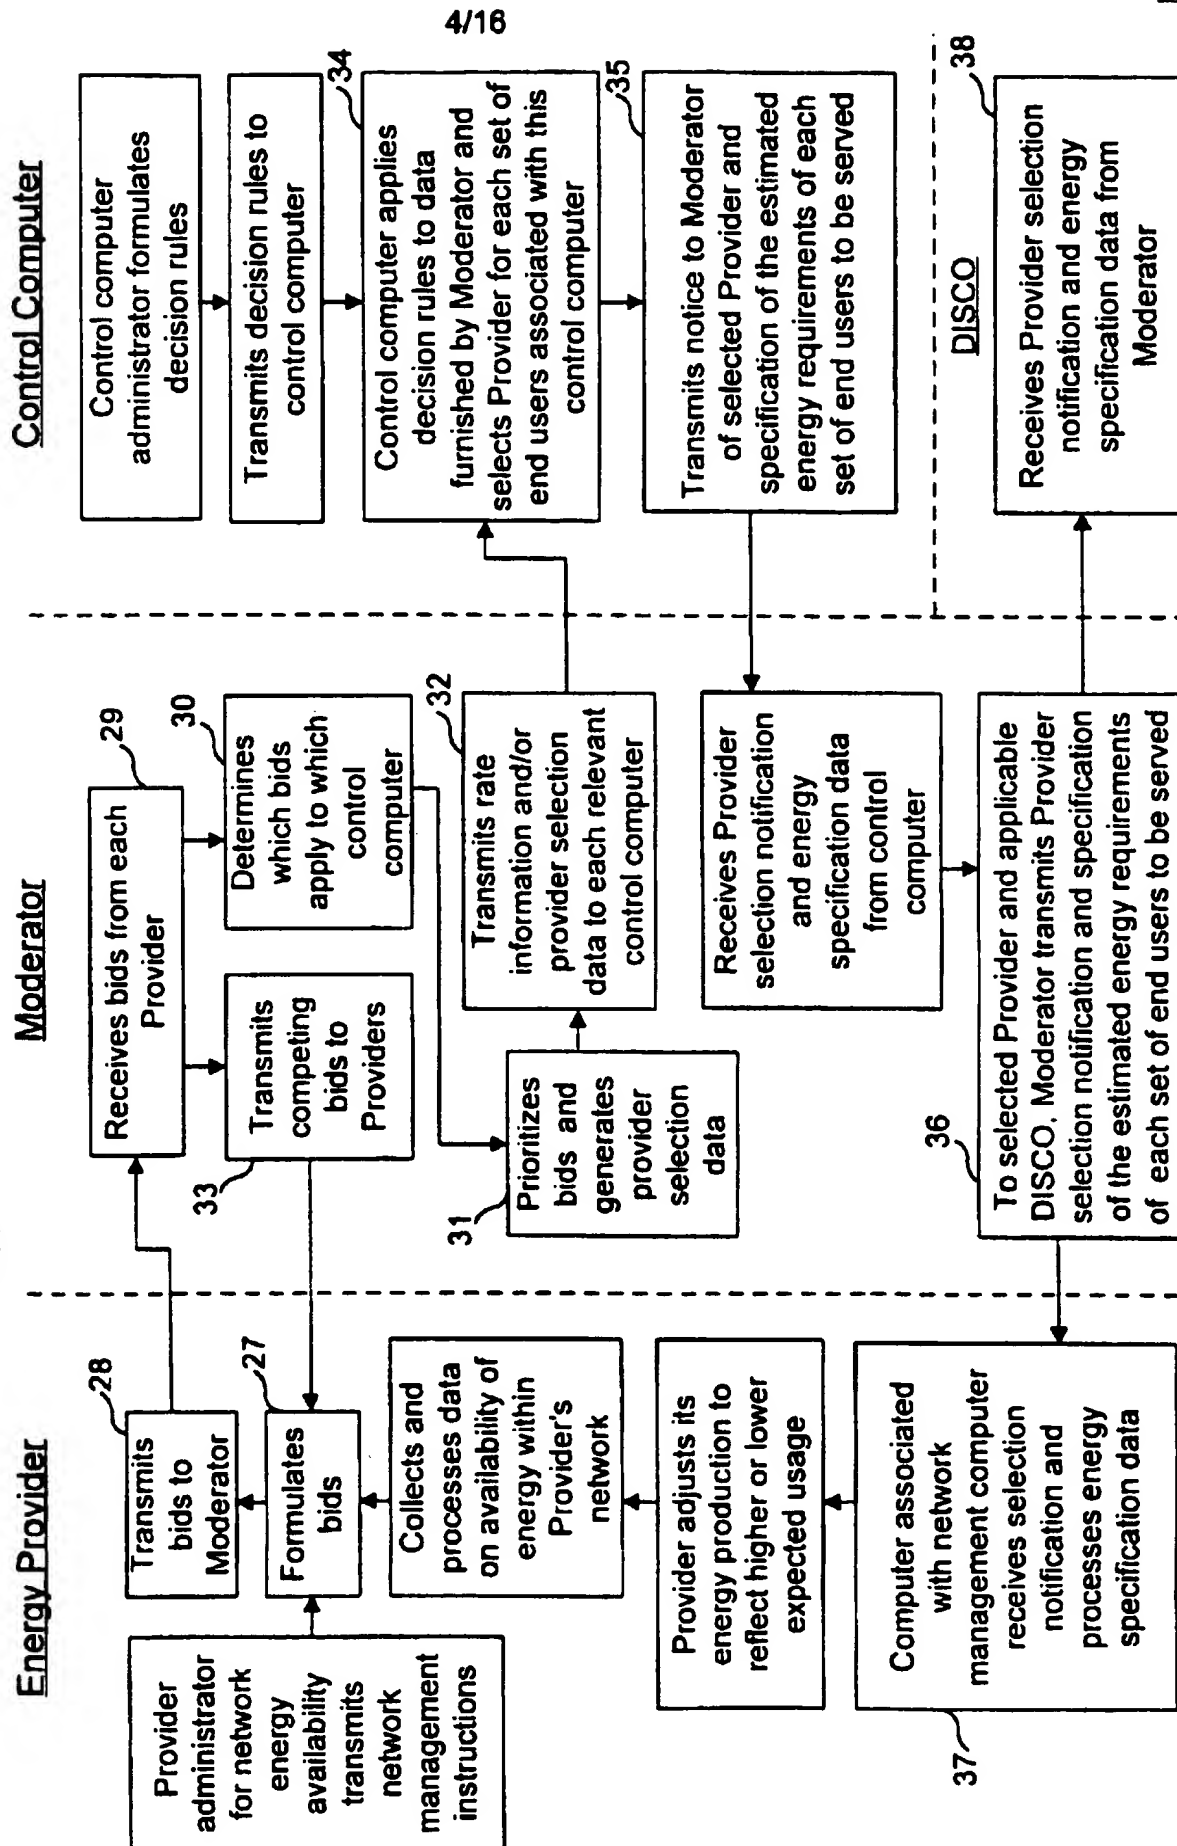 4/16
Energy Provider
Provider
administrator
for network
energy
availability
transmits
network
management
instructions
28
Transmits
bids to
Moderator
27
Formulates
bids
Collects and
processes data
on availability of
energy within
Provider's
network
Provider adjusts its
energy production to
reflect higher or lower
expected usage
37
Computer associated
with network
management computer
receives selection
notification and
processes energy
specification data
Moderator
29
Receives bids from each
Provider
33
Transmits
competing
bids to
Providers
30
Determines
which bids
apply to which
control
computer
31
Prioritizes
bids and
generates
provider
selection
data
32
Transmits rate
information and/or
provider selection
data to each relevant
control computer
Receives Provider
selection notification
and energy
specification data
from control
computer
36
To selected Provider and applicable
DISCO, Moderator transmits Provider
selection notification and specification
of the estimated energy requirements
of each set of end users to be served
Control Computer
Control computer
administrator formulates
decision rules
Transmits decision rules to
control computer
34
Control computer applies
decision rules to data
furnished by Moderator and
selects Provider for each set of
end users associated with this
control computer
35
Transmits notice to Moderator
of selected Provider and
specification of the estimated
energy requirements of each
set of end users to be served
DISCO
38
Receives Provider selection
notification and energy
specification data from
Moderator